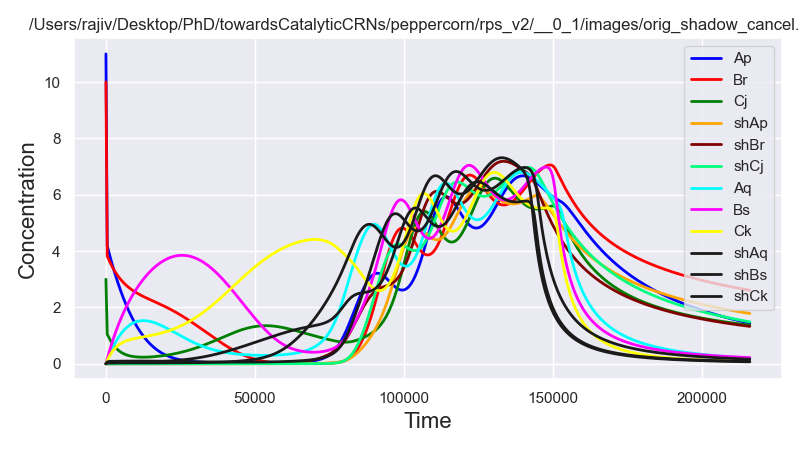 /Users/rajiv/Desktop/PhD/towardsCatalyticCRNs/peppercorn/rps_v2/__0_1/images/orig_shadow_cancel.
Concentration
10
8
6
4
2
0
0 50000 100000 150000 200000
Time
Ap
Br
Cj
shAp
shBr
shCj
Aq
Bs
Ck
shAq
shBs
shCk